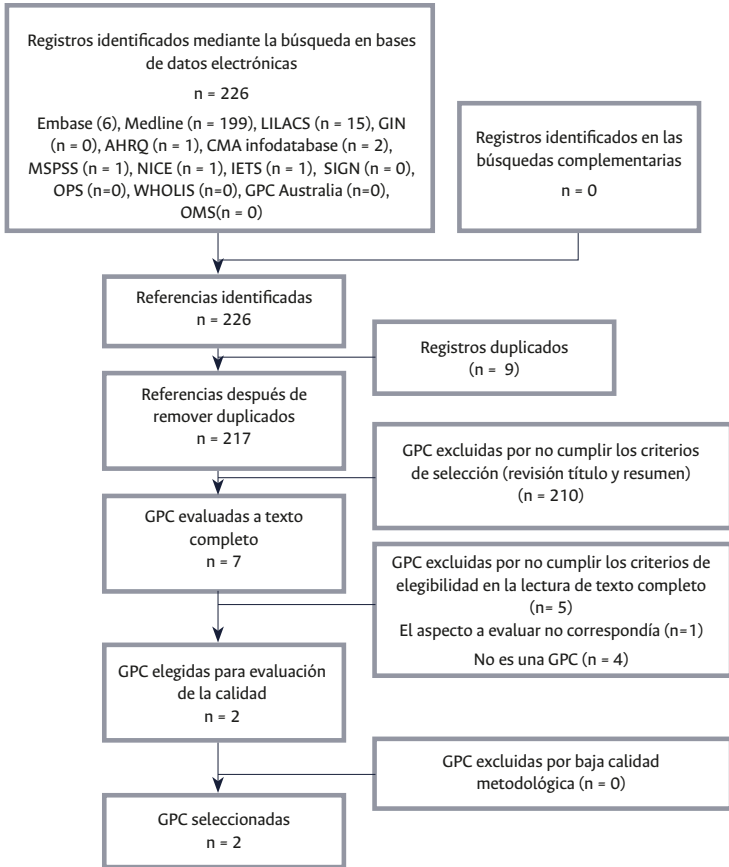 Registros identificados mediante la búsqueda en bases
de datos electrónicas
n = 226
Embase (6), Medline (n = 199), LILACS (n = 15), GIN
(n = 0), AHRQ (n = 1), CMA infodatabase (n = 2),
MSPSS (n = 1), NICE (n = 1), IETS (n = 1), SIGN (n = 0),
OPS (n=0), WHOLIS (n=0), GPC Australia (n=0),
OMS(n = 0)
Registros identificados en las
búsquedas complementarias
n = 0
Referencias identificadas
n = 226
Registros duplicados
(n = 9)
Referencias después de
remover duplicados
n = 217
GPC excluidas por no cumplir los criterios
de selección (revisión título y resumen)
(n = 210)
GPC evaluadas a texto
completo
n = 7
GPC excluidas por no cumplir los criterios de
elegibilidad en la lectura de texto completo
(n= 5)
El aspecto a evaluar no correspondía (n=1)
No es una GPC (n = 4)
GPC elegidas para evaluación
de la calidad
n = 2
GPC excluidas por baja calidad
metodológica (n = 0)
GPC seleccionadas
n = 2